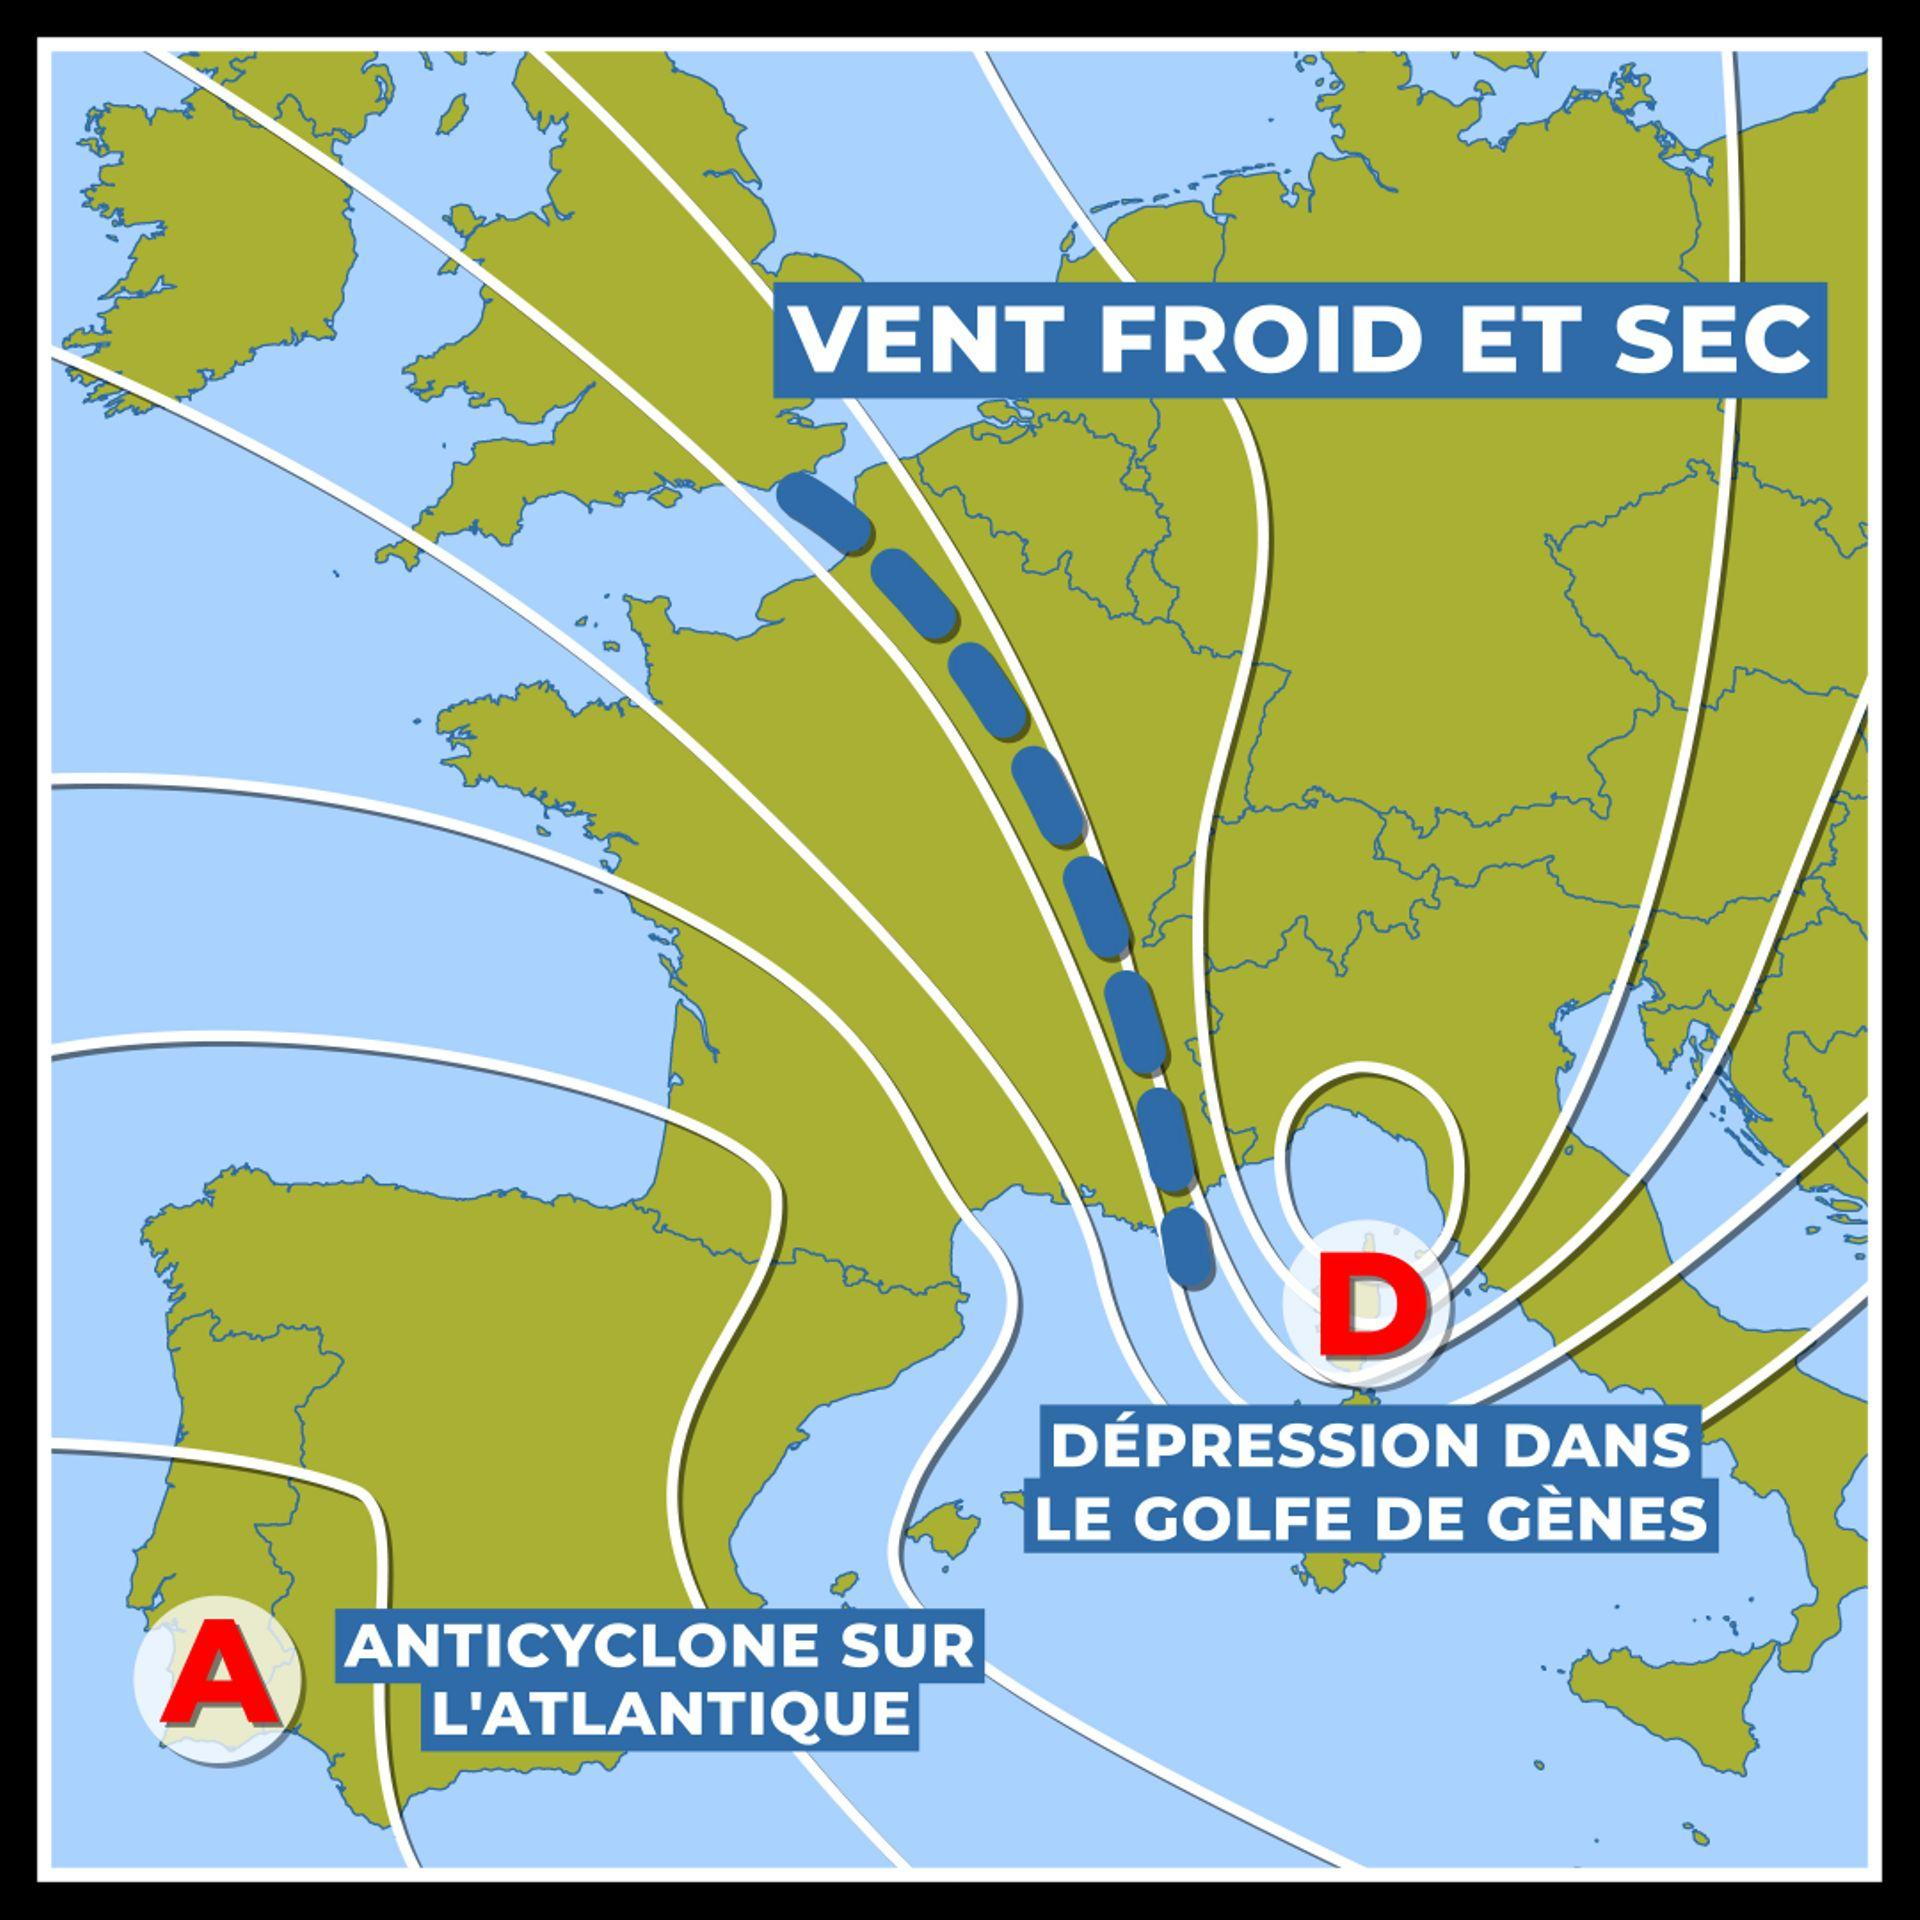 VENT FROID ET SEC
D
DÉPRESSION DANS
LE GOLFE DE GÈNES
A
ANTICYCLONE SUR
L'ATLANTIQUE